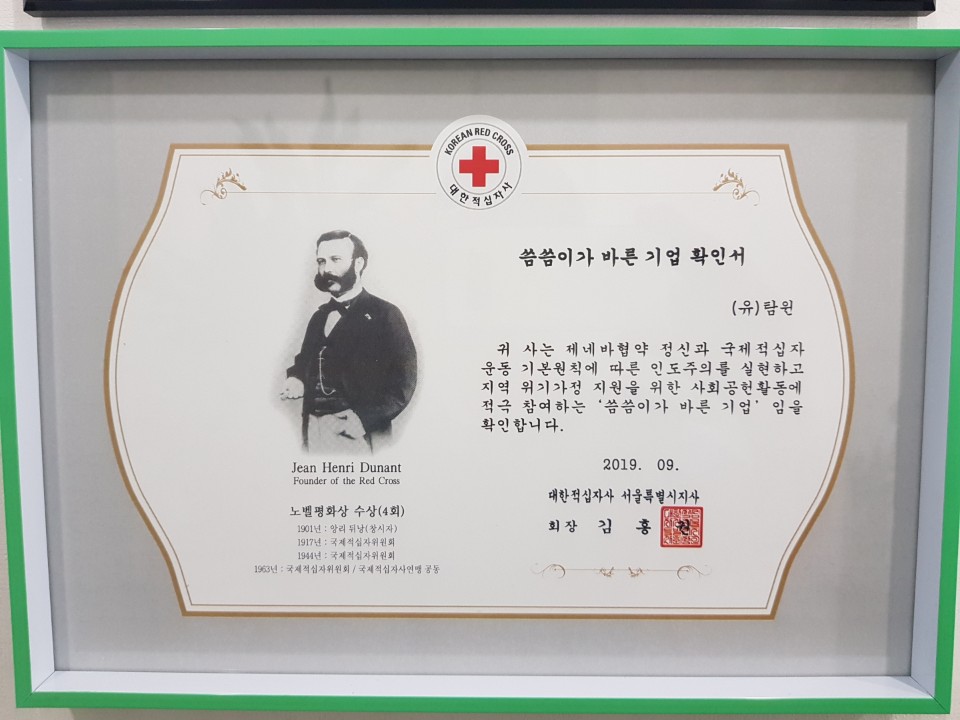 KOREAN RED CROSS
대한적십자사
씀씀이가 바른 기업 확인서
(유)탐원
귀 사는 제네바협약 정신과 국제적십자
운동 기본원칙에 따른 인도주의를 실현하고
지역 위기가정 지원을 위한 사회공헌활동에
적극 참여하는 '씀씀이가 바른 기업' 임을
확인합니다.
2019. 09.
대한적십자사 서울특별시지사
회장 김 흥 권
Jean Henri Dunant
Founder of the Red Cross
노벨평화상 수상(4회)
1901년 : 앙리 뒤낭(창시자)
1917년 : 국제적십자위원회
1944년 : 국제적십자위원회
1963년 : 국제적십자위원회 / 국제적십자사연맹 공동